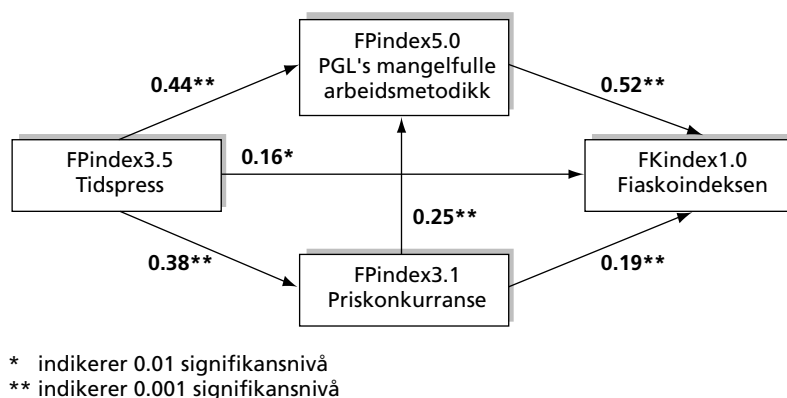 FPindex5.0
PGL's mangelfulle
arbeidsmetodikk
0.44**
0.52**
FPindex3.5
Tidspress
0.16*
FKindex1.0
Fiaskoindeksen
0.25**
0.38**
FPindex3.1
Priskonkurranse
0.19**
* indikerer 0.01 signifikansnivå
** indikerer 0.001 signifikansnivå